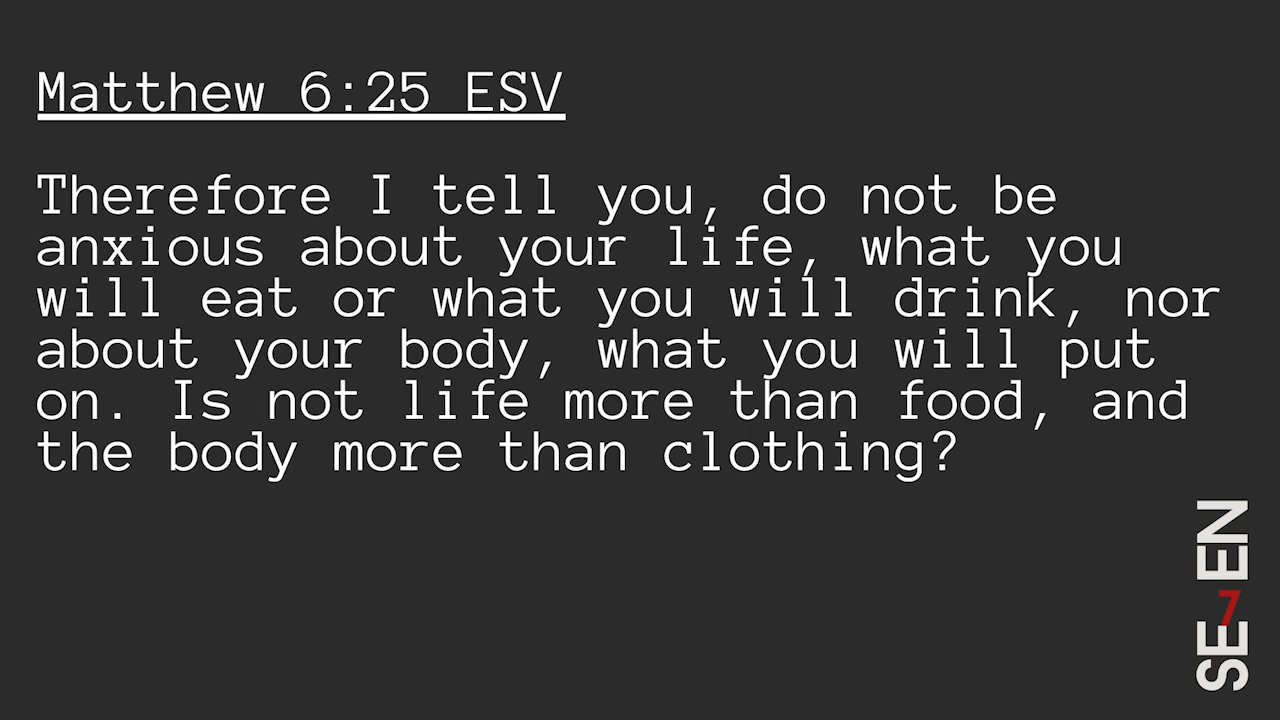 Matthew 6:25 ESV
Therefore I tell you, do not be
anxious about your life, what you
will eat or what you will drink, nor
about your body, what you will put
on. Is not life more than food, and
the body more than clothing?
SE7EN